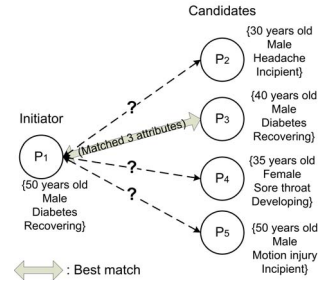 Candidates
{30 years old
Male
Headache
Incipient}
P2
?
{40 years old
Male
Diabetes
Recovering}
P3
(Matched 3 attributes)
Initiator
P1
{50 years old
Male
Diabetes
Recovering}
?
P4
{35 years old
Female
Sore throat
Developing}
?
P5
{50 years old
Male
Motion injury
Incipient}
: Best match